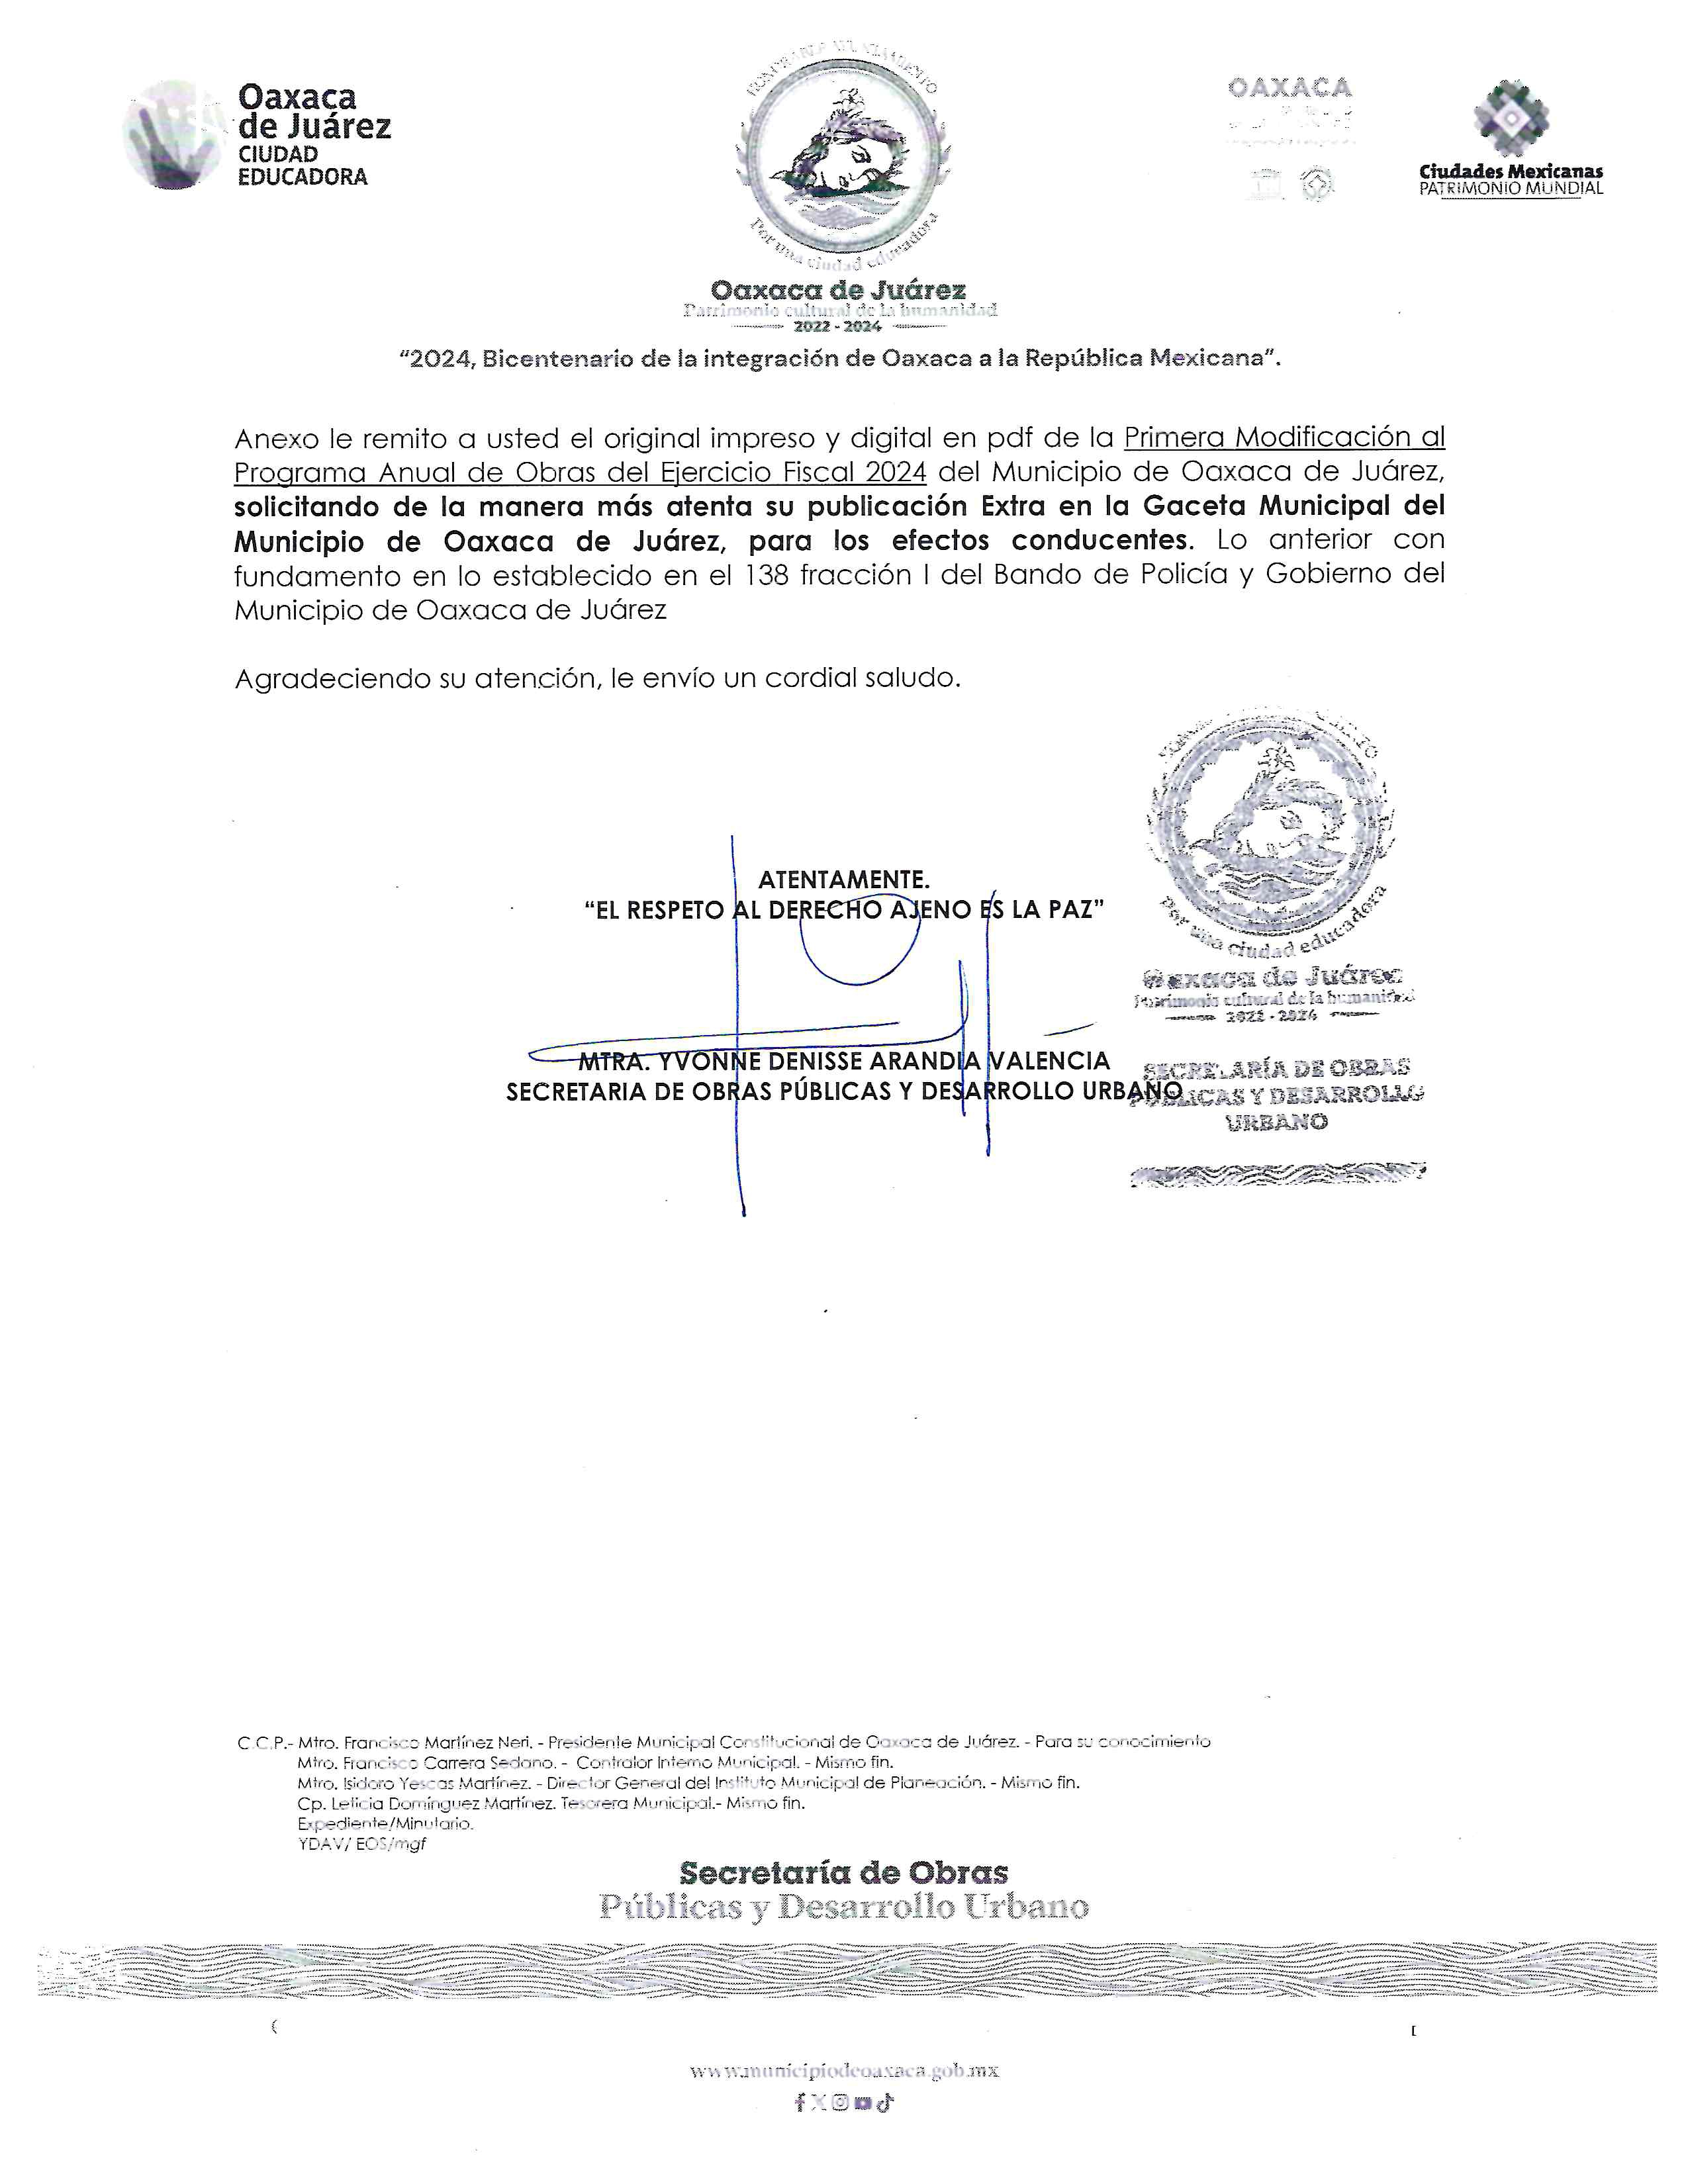 Oaxaca
de Juárez
CIUDAD
EDUCADORA
HONORABLE AYUNTAMIENTO
Por una ciudad educadora
Oaxaca de Juárez
Patrimonio cultural de la humanidad
2022 - 2024
OAXACA
Ciudades Mexicanas
PATRIMONIO MUNDIAL
“2024, Bicentenario de la integración de Oaxaca a la República Mexicana”.
Anexo le remito a usted el original impreso y digital en pdf de la Primera Modificación al
Programa Anual de Obras del Ejercicio Fiscal 2024 del Municipio de Oaxaca de Juárez,
solicitando de la manera más atenta su publicación Extra en la Gaceta Municipal del
Municipio de Oaxaca de Juárez, para los efectos conducentes. Lo anterior con
fundamento en lo establecido en el 138 fracción I del Bando de Policía y Gobierno del
Municipio de Oaxaca de Juárez
Agradeciendo su atención, le envío un cordial saludo.
ATENTAMENTE.
“EL RESPETO AL DERECHO AJENO ES LA PAZ”
MTRA. YVONNE DENISSE ARANDIA VALENCIA
SECRETARIA DE OBRAS PÚBLICAS Y DESARROLLO URBANO
Por una ciudad educadora
Oaxaca de Juárez
Patrimonio cultural de la humanidad
2022 - 2024
SECRETARÍA DE OBRAS
PÚBLICAS Y DESARROLLO
URBANO
C.C.P.- Mtro. Francisco Martínez Neri. - Presidente Municipal Constitucional de Oaxaca de Juárez. - Para su conocimiento
Mtro. Francisco Carrera Sedano. - Contralor Interno Municipal. - Mismo fin.
Mtro. Isidoro Yescas Martínez. - Director General del Instituto Municipal de Planeación. - Mismo fin.
Cp. Leticia Domínguez Martínez. Tesorera Municipal.- Mismo fin.
Expediente/Minutario.
YDAV/ EOS/mgf
Secretaría de Obras
Públicas y Desarrollo Urbano
www.municipiodeoaxaca.gob.mx